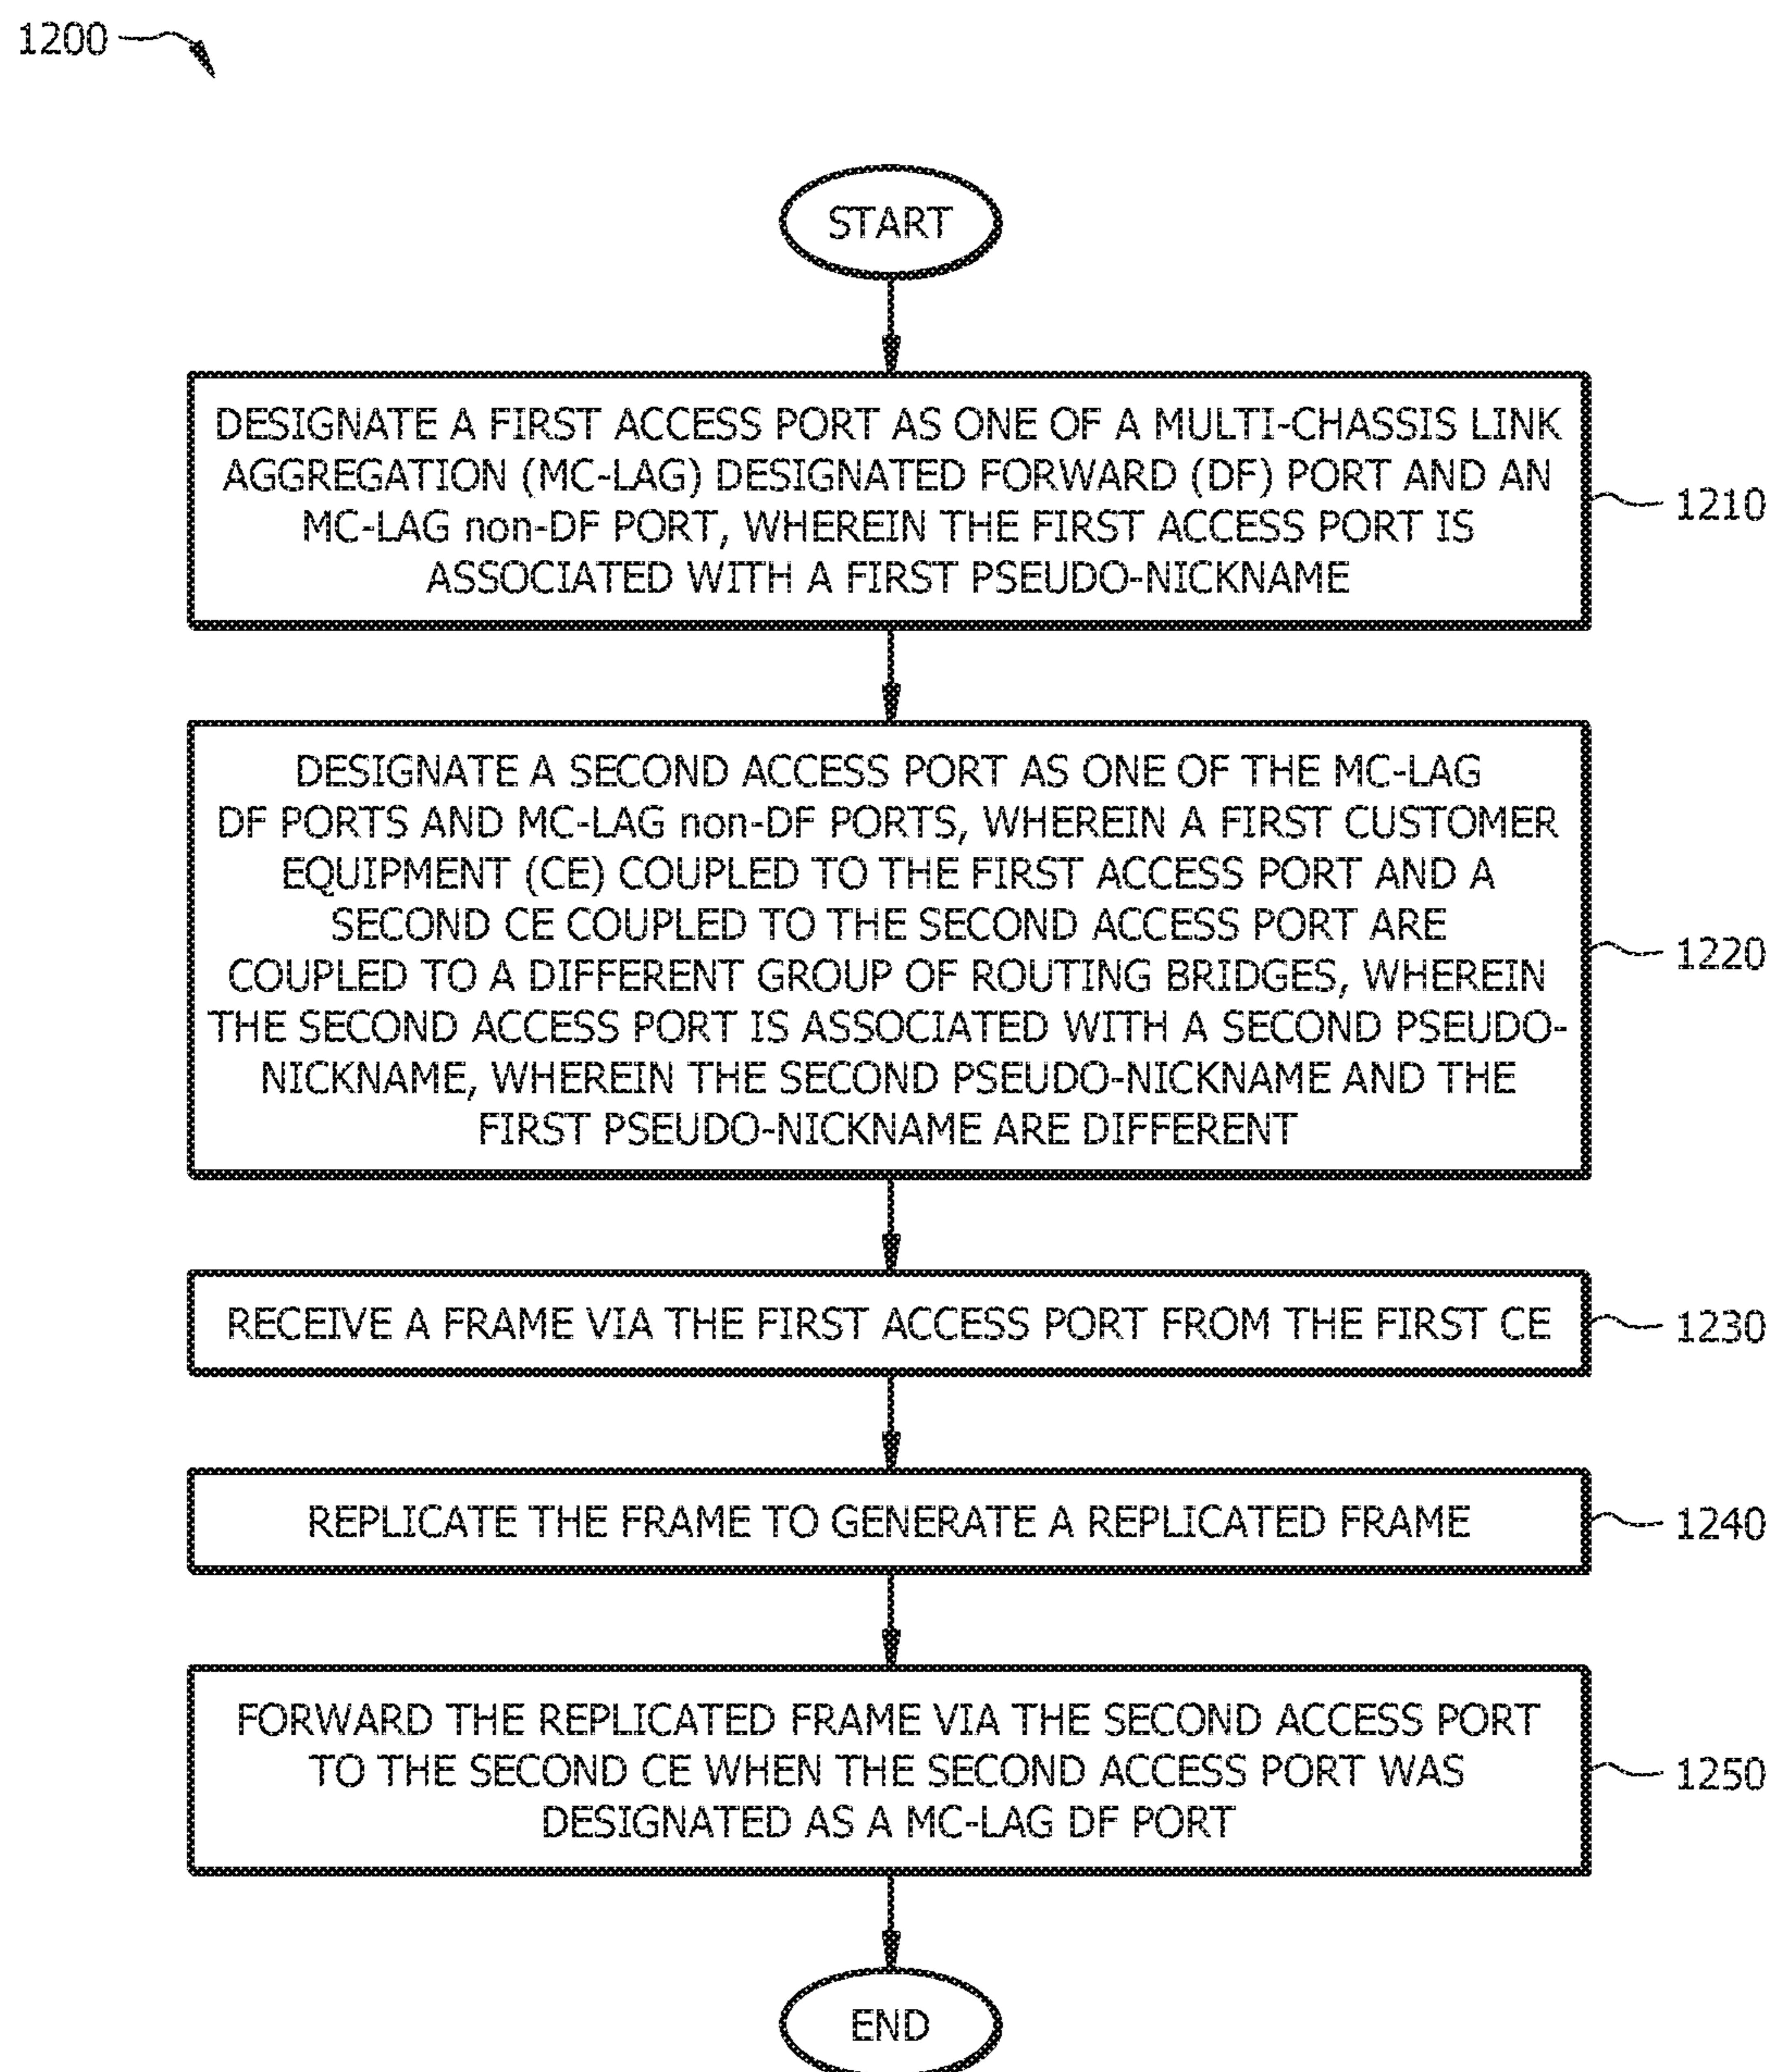 1200
START
DESIGNATE A FIRST ACCESS PORT AS ONE OF A MULTI-CHASSIS LINK
AGGREGATION (MC-LAG) DESIGNATED FORWARD (DF) PORT AND AN
MC-LAG non-DF PORT, WHEREIN THE FIRST ACCESS PORT IS
ASSOCIATED WITH A FIRST PSEUDO-NICKNAME
1210
DESIGNATE A SECOND ACCESS PORT AS ONE OF THE MC-LAG
DF PORTS AND MC-LAG non-DF PORTS, WHEREIN A FIRST CUSTOMER
EQUIPMENT (CE) COUPLED TO THE FIRST ACCESS PORT AND A
SECOND CE COUPLED TO THE SECOND ACCESS PORT ARE
COUPLED TO A DIFFERENT GROUP OF ROUTING BRIDGES, WHEREIN
THE SECOND ACCESS PORT IS ASSOCIATED WITH A SECOND PSEUDO-
NICKNAME, WHEREIN THE SECOND PSEUDO-NICKNAME AND THE
FIRST PSEUDO-NICKNAME ARE DIFFERENT
1220
RECEIVE A FRAME VIA THE FIRST ACCESS PORT FROM THE FIRST CE
1230
REPLICATE THE FRAME TO GENERATE A REPLICATED FRAME
1240
FORWARD THE REPLICATED FRAME VIA THE SECOND ACCESS PORT
TO THE SECOND CE WHEN THE SECOND ACCESS PORT WAS
DESIGNATED AS A MC-LAG DF PORT
1250
END